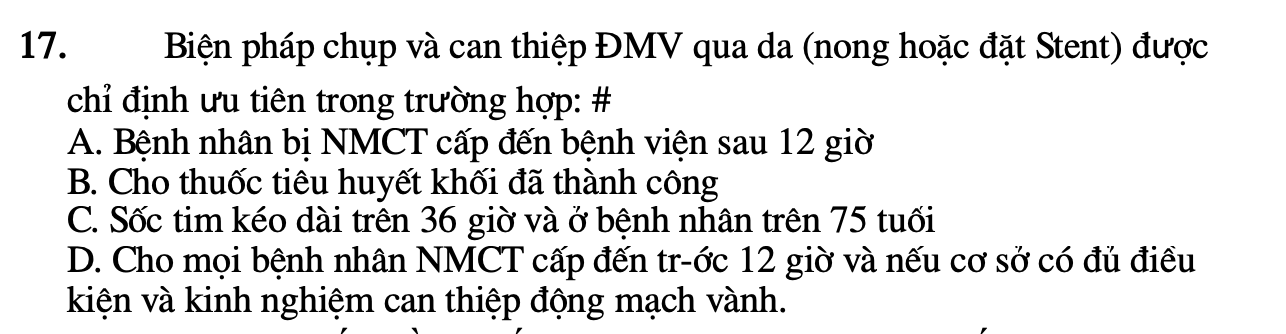 17. Biện pháp chụp và can thiệp ĐMV qua da (nong hoặc đặt Stent) được
chỉ định ưu tiên trong trường hợp: #
A. Bệnh nhân bị NMCT cấp đến bệnh viện sau 12 giờ
B. Cho thuốc tiêu huyết khối đã thành công
C. Sốc tim kéo dài trên 36 giờ và ở bệnh nhân trên 75 tuổi
D. Cho mọi bệnh nhân NMCT cấp đến tr-ớc 12 giờ và nếu cơ sở có đủ điều
kiện và kinh nghiệm can thiệp động mạch vành.